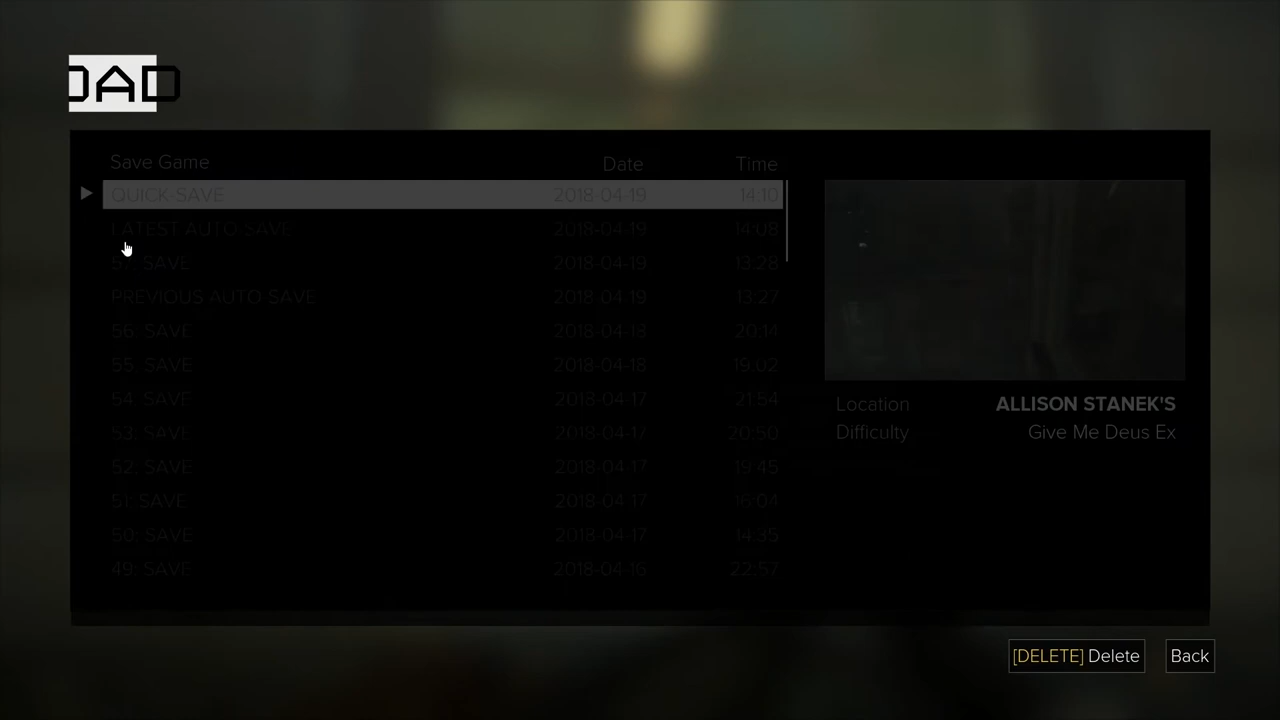 OAD
Save Game Date Time
QUICK-SAVE 2018-04-19 14:10
LATEST AUTO-SAVE 2018-04-19 14:08
SAVE 2018-04-19 13:28
PREVIOUS AUTO-SAVE 2018-04-19 13:27
56: SAVE 2018-04-18 20:14
55: SAVE 2018-04-18 19:02
54: SAVE 2018-04-17 21:54
53: SAVE 2018-04-17 20:50
52: SAVE 2018-04-17 19:45
51: SAVE 2018-04-17 16:04
50: SAVE 2018-04-17 14:35
49: SAVE 2018-04-16 22:57
Location ALLISON STANEK'S
Difficulty Give Me Deus Ex
[DELETE] Delete Back